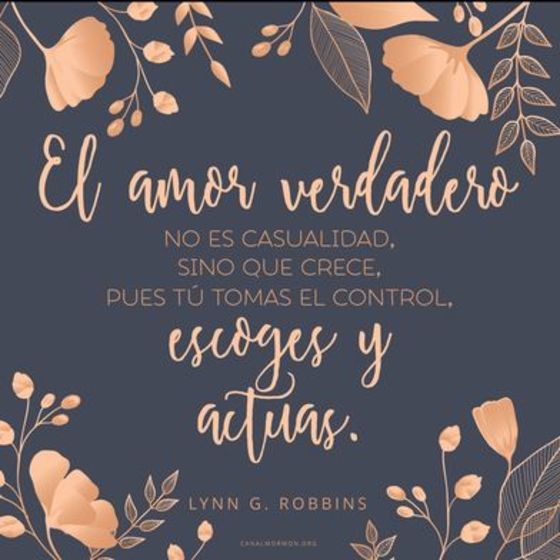 El amor verdadero
NO ES CASUALIDAD,
SINO QUE CRECE,
PUES TÚ TOMAS EL CONTROL,
escoges y
actuas.
LYNN G. ROBBINS
CANALMORMON.ORG